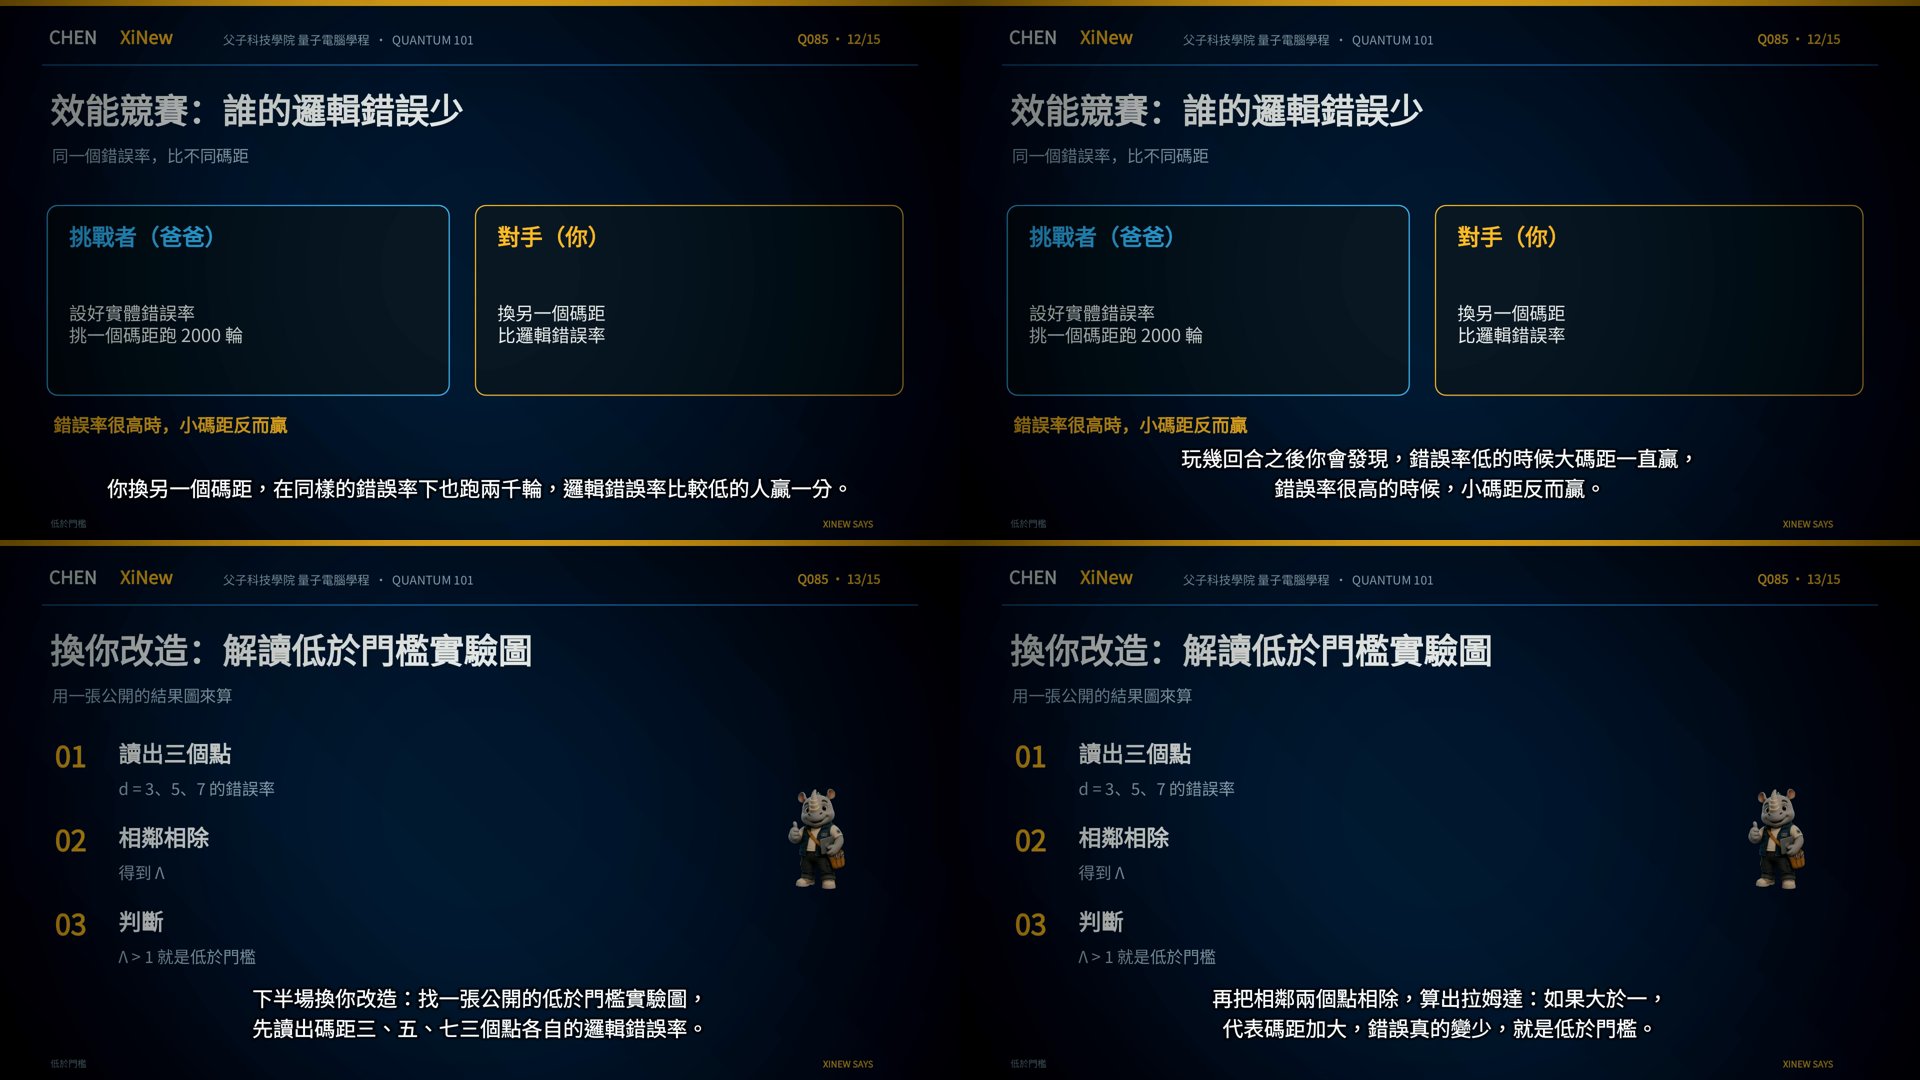 CHEN XiNew 父子科技學院 量子電腦學程 · QUANTUM 101 Q085 · 12/15
效能競賽：誰的邏輯錯誤少
同一個錯誤率，比不同碼距
挑戰者（爸爸）
設好實體錯誤率
挑一個碼距跑 2000 輪
對手（你）
換另一個碼距
比邏輯錯誤率
錯誤率很高時，小碼距反而贏
你換另一個碼距，在同樣的錯誤率下也跑兩千輪，邏輯錯誤率比較低的人贏一分。
低於門檻 XINEW SAYS
CHEN XiNew 父子科技學院 量子電腦學程 · QUANTUM 101 Q085 · 12/15
效能競賽：誰的邏輯錯誤少
同一個錯誤率，比不同碼距
挑戰者（爸爸）
設好實體錯誤率
挑一個碼距跑 2000 輪
對手（你）
換另一個碼距
比邏輯錯誤率
錯誤率很高時，小碼距反而贏
玩幾回合之後你會發現，錯誤率低的時候大碼距一直贏，
錯誤率很高的時候，小碼距反而贏。
低於門檻 XINEW SAYS
CHEN XiNew 父子科技學院 量子電腦學程 · QUANTUM 101 Q085 · 13/15
換你改造：解讀低於門檻實驗圖
用一張公開的結果圖來算
01 讀出三個點
d = 3、5、7 的錯誤率
02 相鄰相除
得到 Λ
03 判斷
Λ > 1 就是低於門檻
下半場換你改造：找一張公開的低於門檻實驗圖，
先讀出碼距三、五、七三個點各自的邏輯錯誤率。
低於門檻 XINEW SAYS
CHEN XiNew 父子科技學院 量子電腦學程 · QUANTUM 101 Q085 · 13/15
換你改造：解讀低於門檻實驗圖
用一張公開的結果圖來算
01 讀出三個點
d = 3、5、7 的錯誤率
02 相鄰相除
得到 Λ
03 判斷
Λ > 1 就是低於門檻
再把相鄰兩個點相除，算出拉姆達：如果大於一，
代表碼距加大，錯誤真的變少，就是低於門檻。
低於門檻 XINEW SAYS